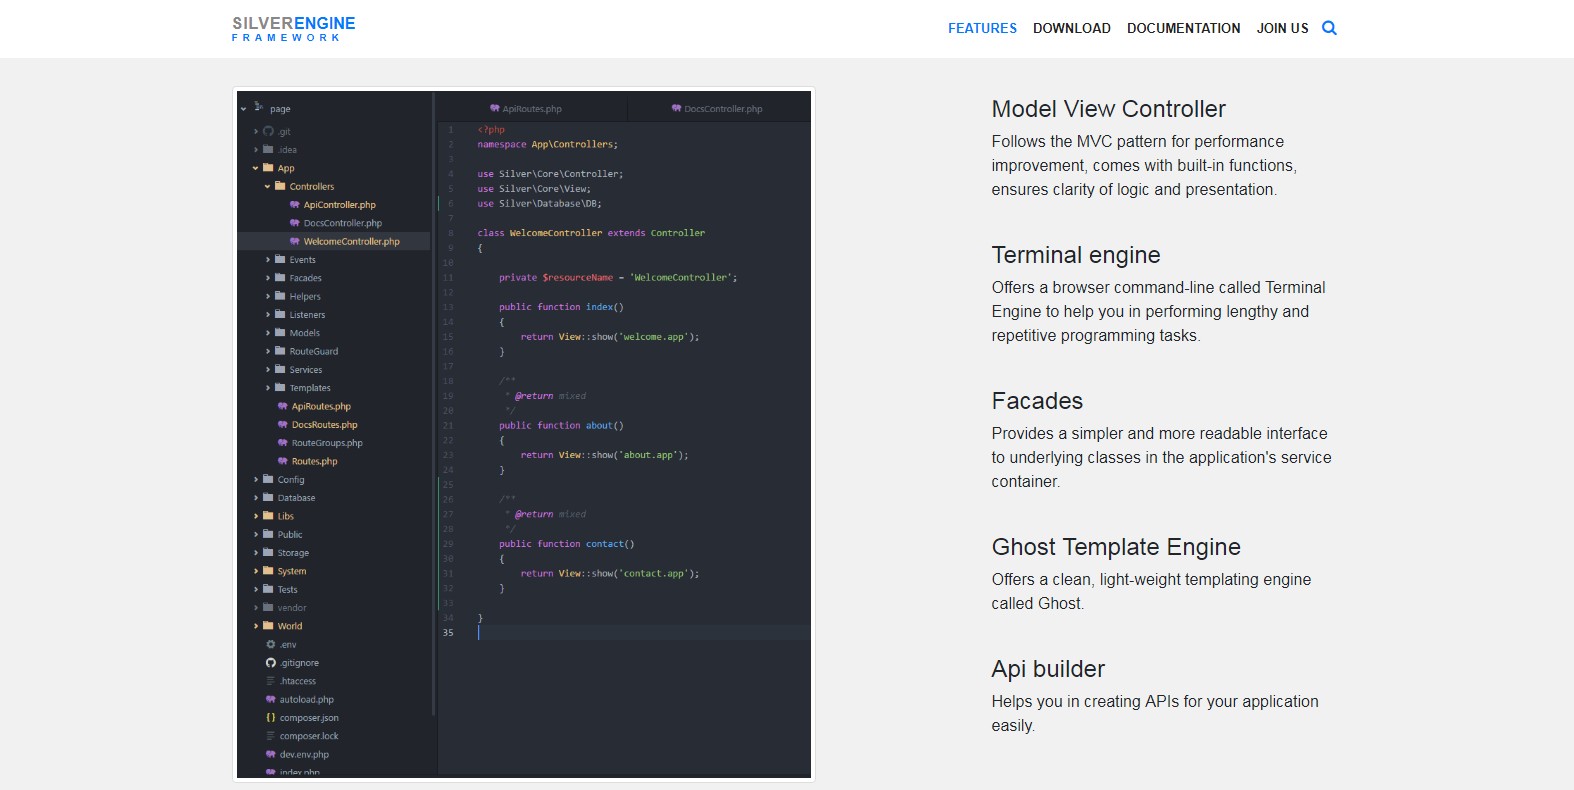 SILVERENGINE
FRAMEWORK
FEATURES DOWNLOAD DOCUMENTATION JOIN US
page
.git
.idea
App
Controllers
ApiController.php
DocsController.php
WelcomeController.php
Events
Facades
Helpers
Listeners
Models
RouteGuard
Services
Templates
ApiRoutes.php
DocsRoutes.php
RouteGroups.php
Routes.php
Config
Database
Libs
Public
Storage
System
Tests
vendor
World
.env
.gitignore
.htaccess
autoload.php
composer.json
composer.lock
dev.env.php
index.php
ApiRoutes.php DocsController.php
1 <?php
2 namespace App\Controllers;
3
4 use Silver\Core\Controller;
5 use Silver\Core\View;
6 use Silver\Database\DB;
7
8 class WelcomeController extends Controller
9 {
10
11 private $resourceName = 'WelcomeController';
12
13 public function index()
14 {
15 return View::show('welcome.app');
16 }
17
18 /**
19 * @return mixed
20 */
21 public function about()
22 {
23 return View::show('about.app');
24 }
25
26 /**
27 * @return mixed
28 */
29 public function contact()
30 {
31 return View::show('contact.app');
32 }
33
34 }
35
Model View Controller
Follows the MVC pattern for performance
improvement, comes with built-in functions,
ensures clarity of logic and presentation.
Terminal engine
Offers a browser command-line called Terminal
Engine to help you in performing lengthy and
repetitive programming tasks.
Facades
Provides a simpler and more readable interface
to underlying classes in the application's service
container.
Ghost Template Engine
Offers a clean, light-weight templating engine
called Ghost.
Api builder
Helps you in creating APIs for your application
easily.